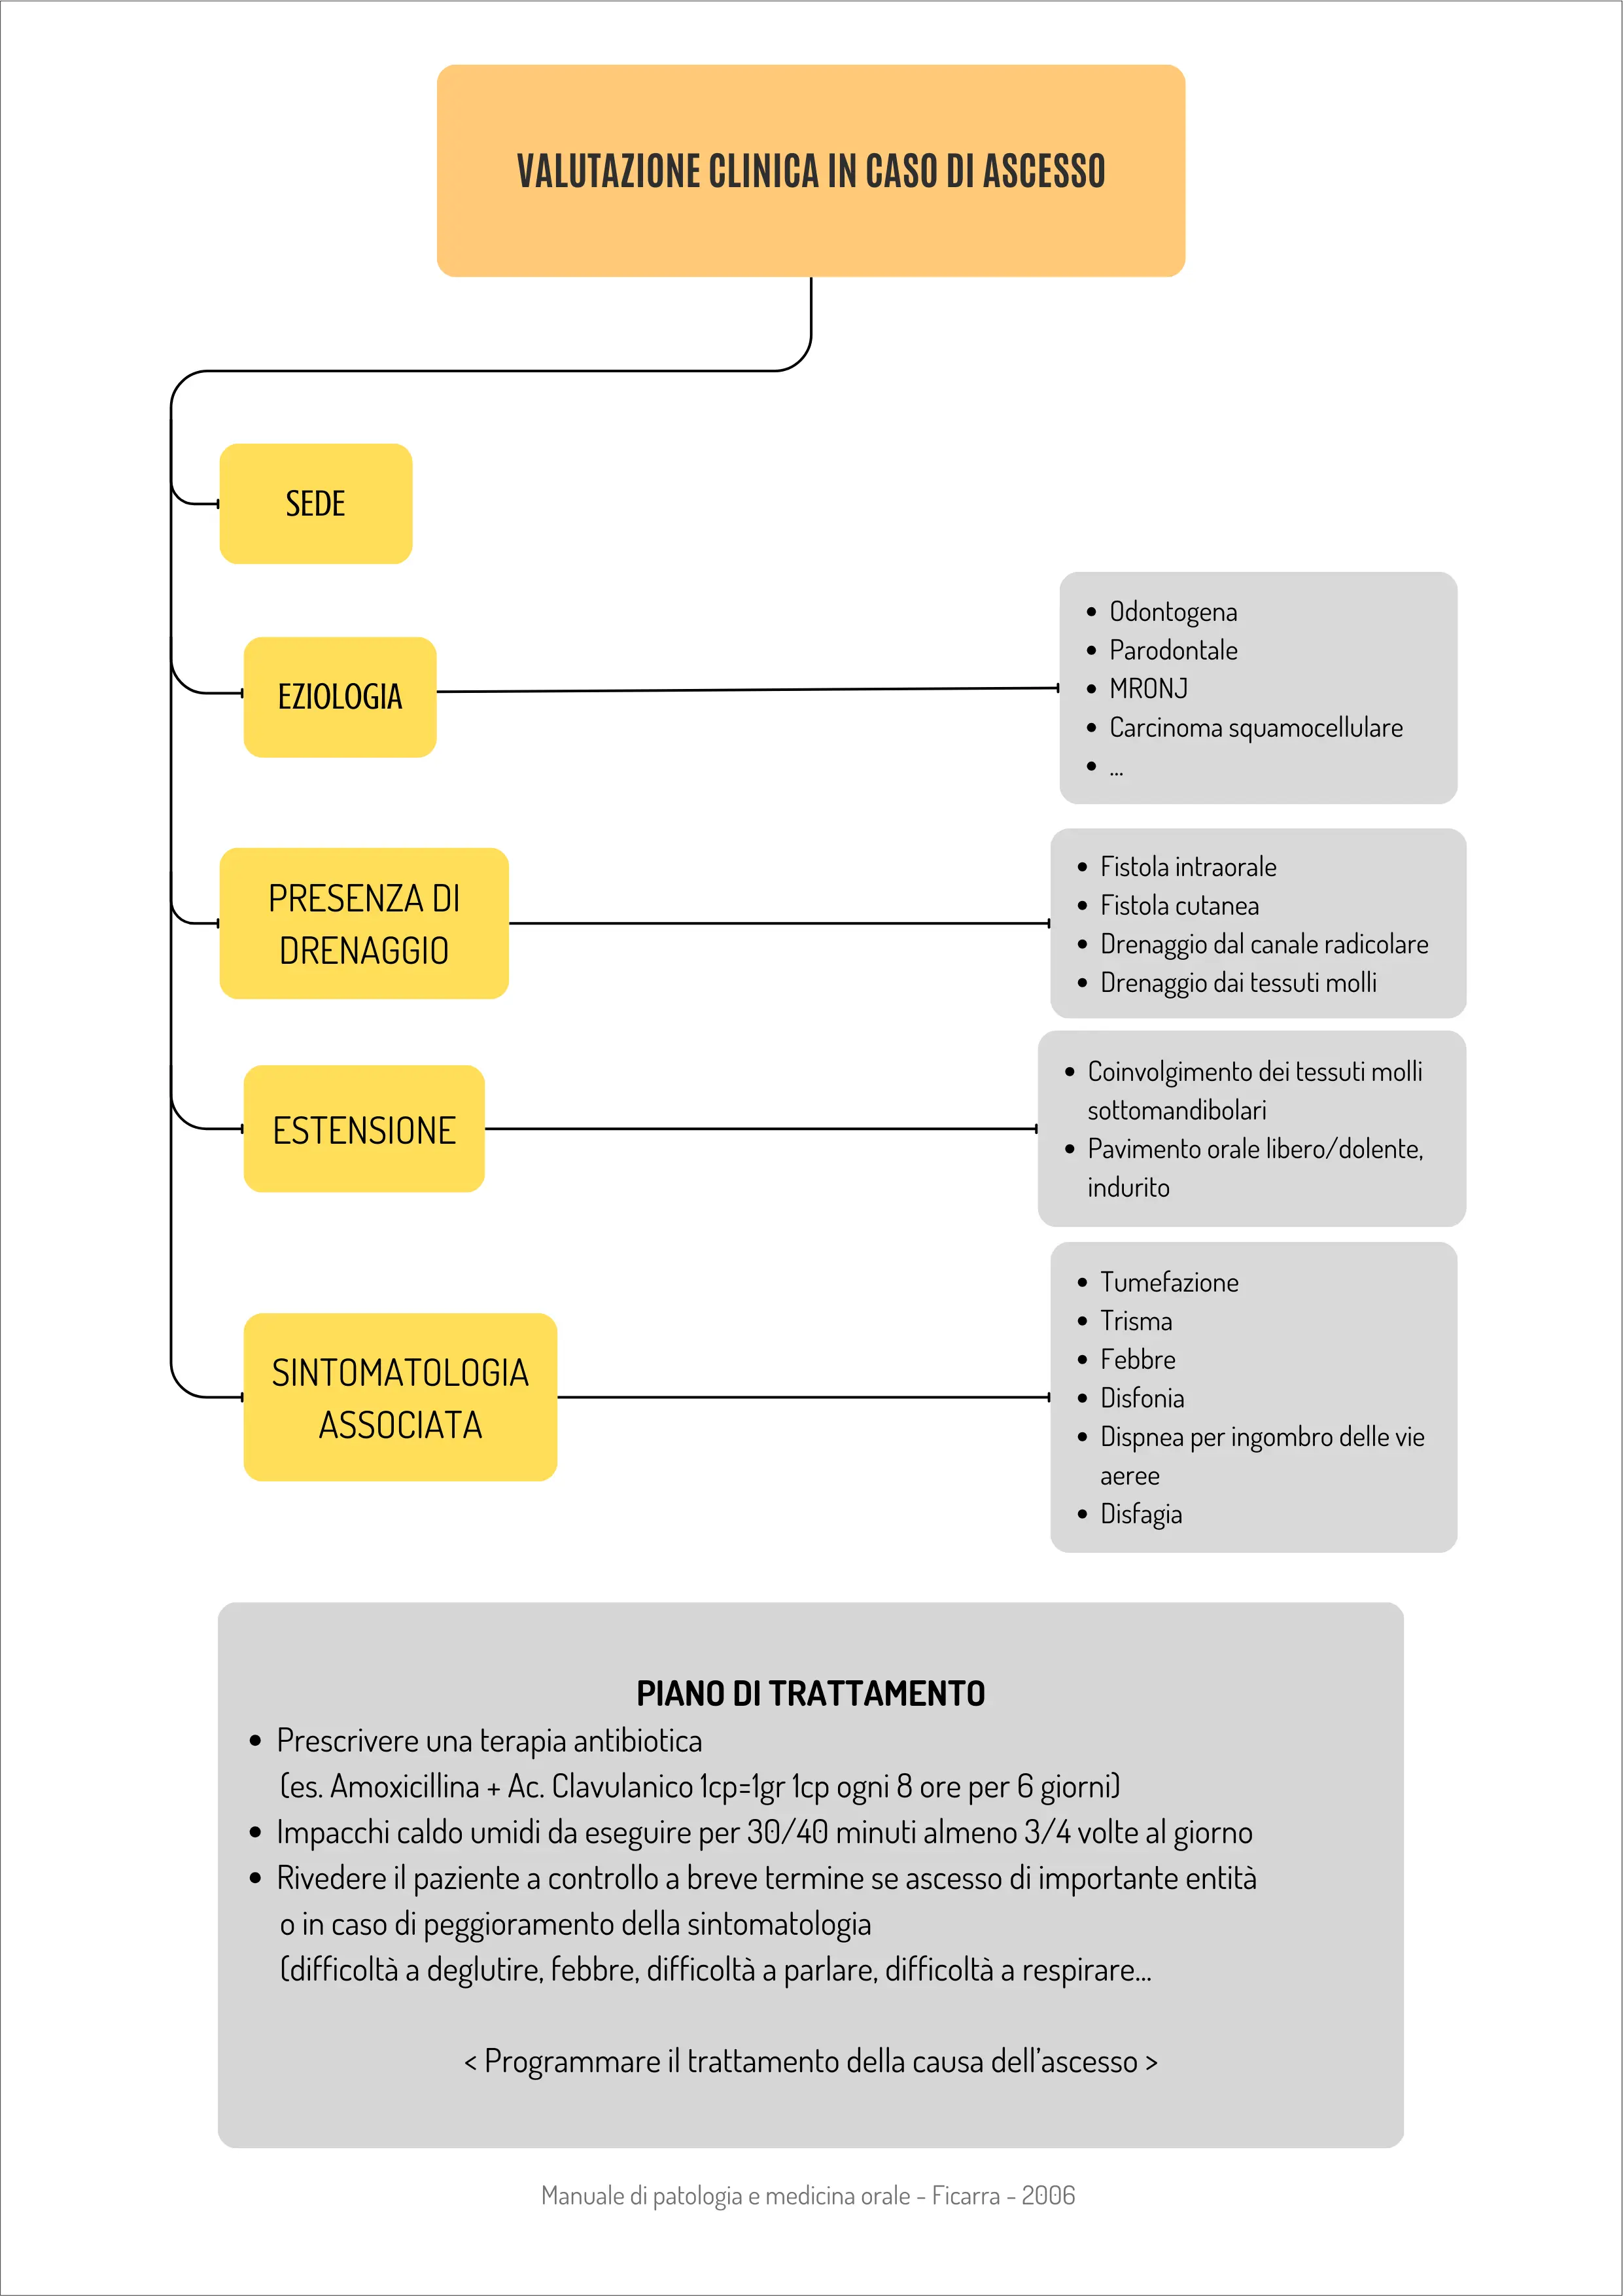 VALUTAZIONE CLINICA IN CASO DI ASCESSO
SEDE
EZIOLOGIA
• Odontogena
• Parodontale
• MRONJ
• Carcinoma squamocellulare
• ...
PRESENZA DI
DRENAGGIO
• Fistola intraorale
• Fistola cutanea
• Drenaggio dal canale radicolare
• Drenaggio dai tessuti molli
ESTENSIONE
• Coinvolgimento dei tessuti molli
sottomandibolari
• Pavimento orale libero/dolente,
indurito
SINTOMATOLOGIA
ASSOCIATA
• Tumefazione
• Trisma
• Febbre
• Disfonia
• Dispnea per ingombro delle vie
aeree
• Disfagia
PIANO DI TRATTAMENTO
• Prescrivere una terapia antibiotica
(es. Amoxicillina + Ac. Clavulanico 1cp=1gr 1cp ogni 8 ore per 6 giorni)
• Impacchi caldo umidi da eseguire per 30/40 minuti almeno 3/4 volte al giorno
• Rivedere il paziente a controllo a breve termine se ascesso di importante entità
o in caso di peggioramento della sintomatologia
(difficoltà a deglutire, febbre, difficoltà a parlare, difficoltà a respirare...
< Programmare il trattamento della causa dell'ascesso >
Manuale di patologia e medicina orale - Ficarra - 2006